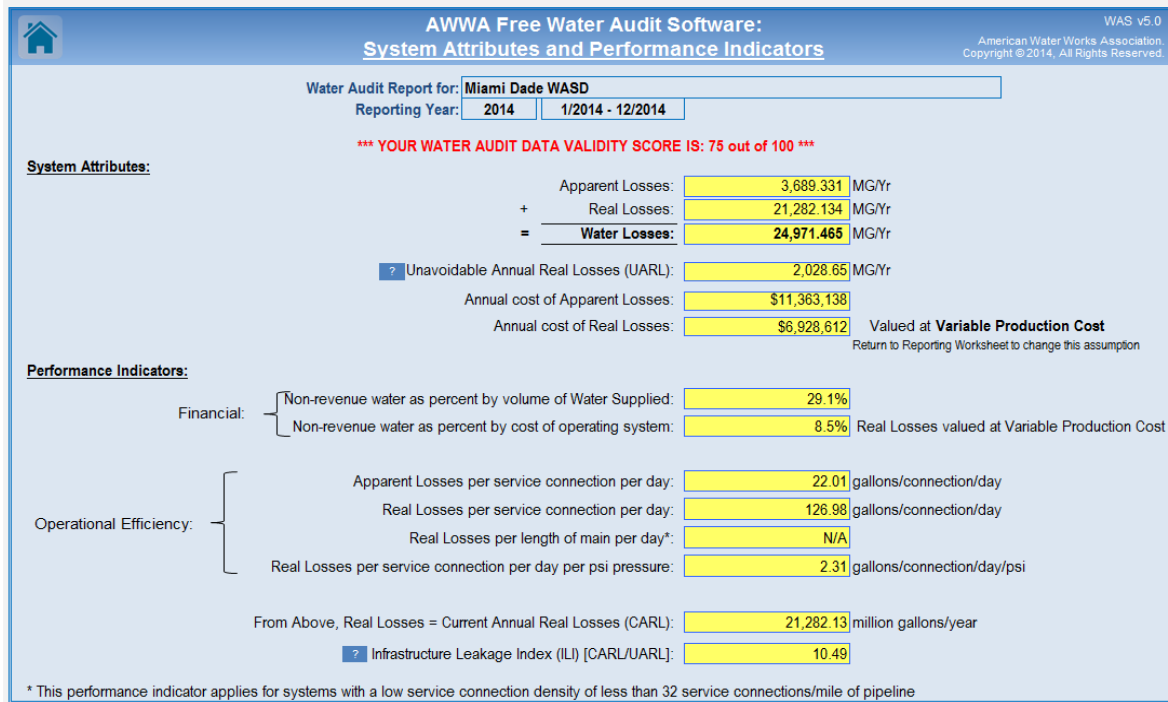 AWWA Free Water Audit Software:
System Attributes and Performance Indicators
WAS v5.0
American Water Works Association.
Copyright © 2014, All Rights Reserved.
Water Audit Report for: Miami Dade WASD
Reporting Year: 2014 1/2014 - 12/2014
*** YOUR WATER AUDIT DATA VALIDITY SCORE IS: 75 out of 100 ***
System Attributes:
Apparent Losses: 3,689.331 MG/Yr
+ Real Losses: 21,282.134 MG/Yr
= Water Losses: 24,971.465 MG/Yr
? Unavoidable Annual Real Losses (UARL): 2,028.65 MG/Yr
Annual cost of Apparent Losses: $11,363,138
Annual cost of Real Losses: $6,928,612 Valued at Variable Production Cost
Return to Reporting Worksheet to change this assumption
Performance Indicators:
Financial:
Non-revenue water as percent by volume of Water Supplied: 29.1%
Non-revenue water as percent by cost of operating system: 8.5% Real Losses valued at Variable Production Cost
Operational Efficiency:
Apparent Losses per service connection per day: 22.01 gallons/connection/day
Real Losses per service connection per day: 126.98 gallons/connection/day
Real Losses per length of main per day*: N/A
Real Losses per service connection per day per psi pressure: 2.31 gallons/connection/day/psi
From Above, Real Losses = Current Annual Real Losses (CARL): 21,282.13 million gallons/year
? Infrastructure Leakage Index (ILI) [CARL/UARL]: 10.49
* This performance indicator applies for systems with a low service connection density of less than 32 service connections/mile of pipeline